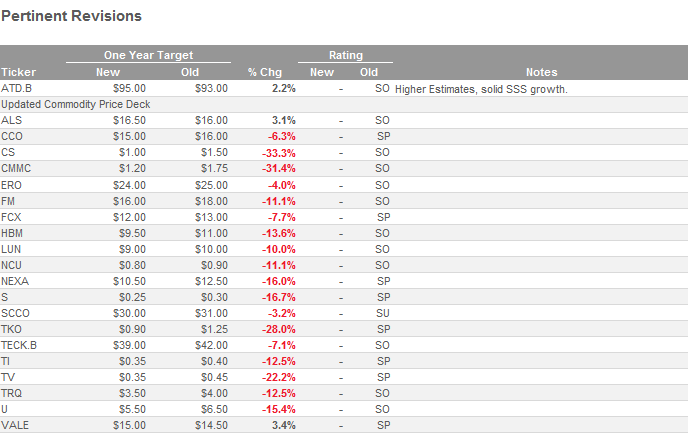 Pertinent Revisions
One Year Target Rating
Ticker New Old % Chg New Old Notes
ATD.B $95.00 $93.00 2.2% - SO Higher Estimates, solid SSS growth.
Updated Commodity Price Deck
ALS $16.50 $16.00 3.1% - SO
CCO $15.00 $16.00 -6.3% - SP
CS $1.00 $1.50 -33.3% - SO
CMMC $1.20 $1.75 -31.4% - SO
ERO $24.00 $25.00 -4.0% - SO
FM $16.00 $18.00 -11.1% - SO
FCX $12.00 $13.00 -7.7% - SP
HBM $9.50 $11.00 -13.6% - SO
LUN $9.00 $10.00 -10.0% - SO
NCU $0.80 $0.90 -11.1% - SO
NEXA $10.50 $12.50 -16.0% - SP
S $0.25 $0.30 -16.7% - SP
SCCO $30.00 $31.00 -3.2% - SU
TKO $0.90 $1.25 -28.0% - SP
TECK.B $39.00 $42.00 -7.1% - SO
TI $0.35 $0.40 -12.5% - SP
TV $0.35 $0.45 -22.2% - SP
TRQ $3.50 $4.00 -12.5% - SO
U $5.50 $6.50 -15.4% - SO
VALE $15.00 $14.50 3.4% - SP